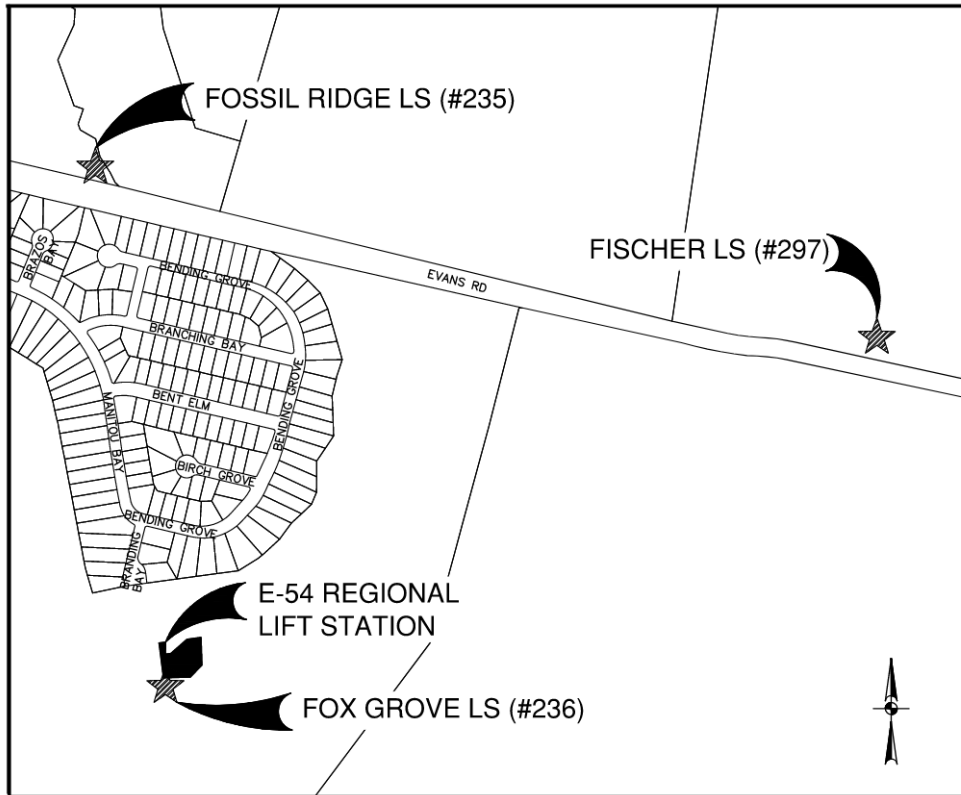 FOSSIL RIDGE LS (#235)
FISCHER LS (#297)
EVANS RD
BRAZOS
BAY
BENDING GROVE
BRANCHING BAY
BENDING GROVE
BENT ELM
MANITOU BAY
BIRCH GROVE
BENDING GROVE
BRANDING
BAY
E-54 REGIONAL
LIFT STATION
FOX GROVE LS (#236)